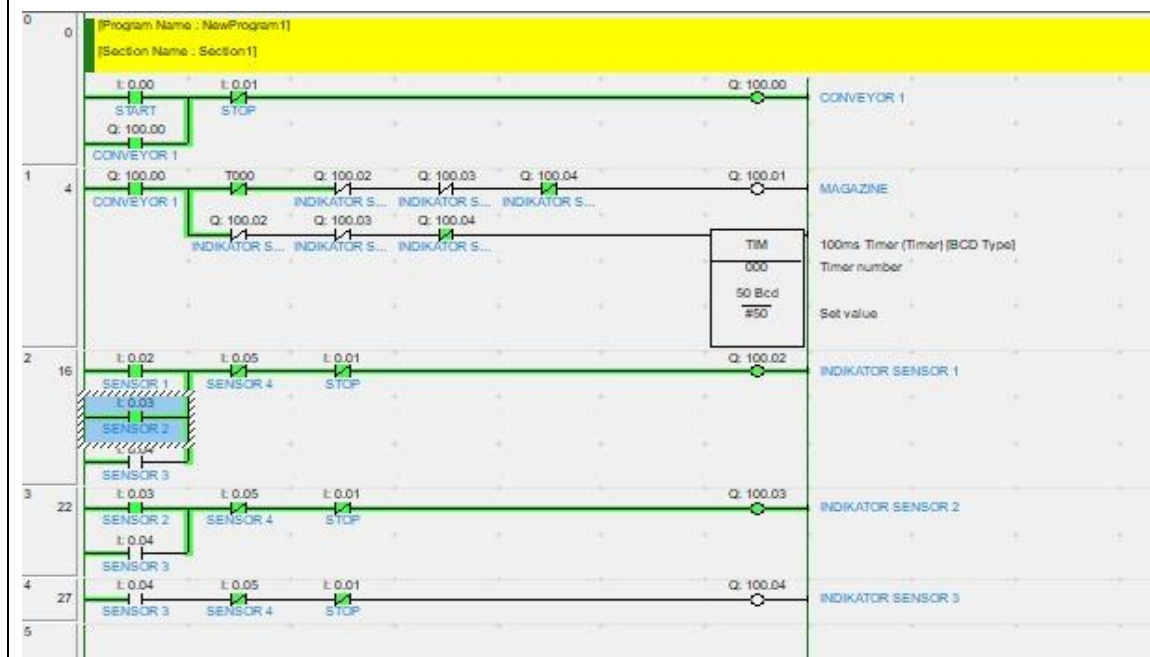 0
0
[Program Name : NewProgram1]
[Section Name : Section1]
I: 0.00 I: 0.01 Q: 100.00
START STOP CONVEYOR 1
Q: 100.00
CONVEYOR 1
1
4
Q: 100.00 T000 Q: 100.02 Q: 100.03 Q: 100.04 Q: 100.01
CONVEYOR 1 INDIKATOR S... INDIKATOR S... INDIKATOR S... MAGAZINE
Q: 100.02 Q: 100.03 Q: 100.04
INDIKATOR S... INDIKATOR S... INDIKATOR S...
TIM 100ms Timer (Timer) [BCD Type]
000 Timer number
50 Bcd
#50 Set value
2
16
I: 0.02 I: 0.05 I: 0.01 Q: 100.02
SENSOR 1 SENSOR 4 STOP INDIKATOR SENSOR 1
I: 0.03
SENSOR 2
I: 0.04
SENSOR 3
3
22
I: 0.03 I: 0.05 I: 0.01 Q: 100.03
SENSOR 2 SENSOR 4 STOP INDIKATOR SENSOR 2
I: 0.04
SENSOR 3
4
27
I: 0.04 I: 0.05 I: 0.01 Q: 100.04
SENSOR 3 SENSOR 4 STOP INDIKATOR SENSOR 3
5